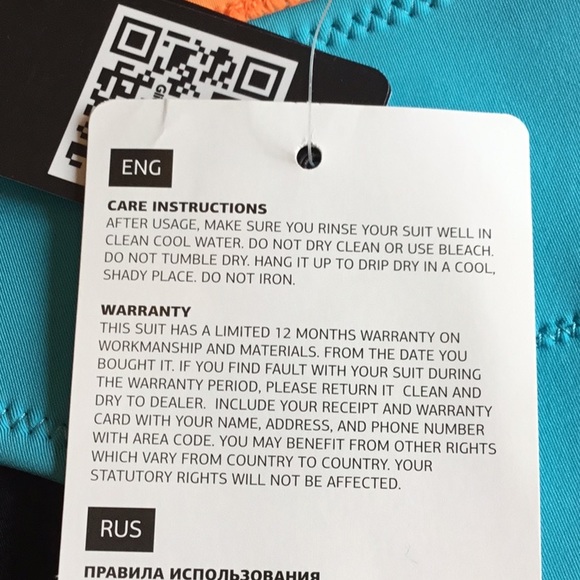 ENG
CARE INSTRUCTIONS
AFTER USAGE, MAKE SURE YOU RINSE YOUR SUIT WELL IN
CLEAN COOL WATER. DO NOT DRY CLEAN OR USE BLEACH.
DO NOT TUMBLE DRY. HANG IT UP TO DRIP DRY IN A COOL,
SHADY PLACE. DO NOT IRON.
WARRANTY
THIS SUIT HAS A LIMITED 12 MONTHS WARRANTY ON
WORKMANSHIP AND MATERIALS. FROM THE DATE YOU
BOUGHT IT. IF YOU FIND FAULT WITH YOUR SUIT DURING
THE WARRANTY PERIOD, PLEASE RETURN IT CLEAN AND
DRY TO DEALER. INCLUDE YOUR RECEIPT AND WARRANTY
CARD WITH YOUR NAME, ADDRESS, AND PHONE NUMBER
WITH AREA CODE. YOU MAY BENEFIT FROM OTHER RIGHTS
WHICH VARY FROM COUNTRY TO COUNTRY. YOUR
STATUTORY RIGHTS WILL NOT BE AFFECTED.
RUS
ПРАВИЛА ИСПОЛЬЗОВАНИЯ